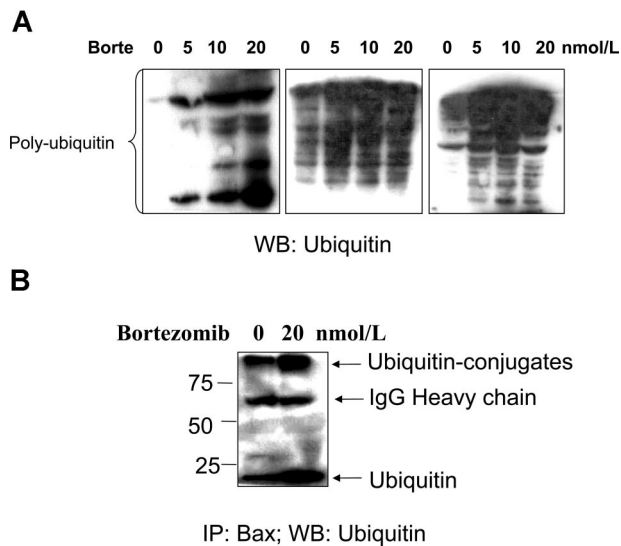 A
Borte 0 5 10 20 0 5 10 20 0 5 10 20 nmol/L
Poly-ubiquitin
WB: Ubiquitin
B
Bortezomib 0 20 nmol/L
Ubiquitin-conjugates
75
IgG Heavy chain
50
25
Ubiquitin
IP: Bax; WB: Ubiquitin